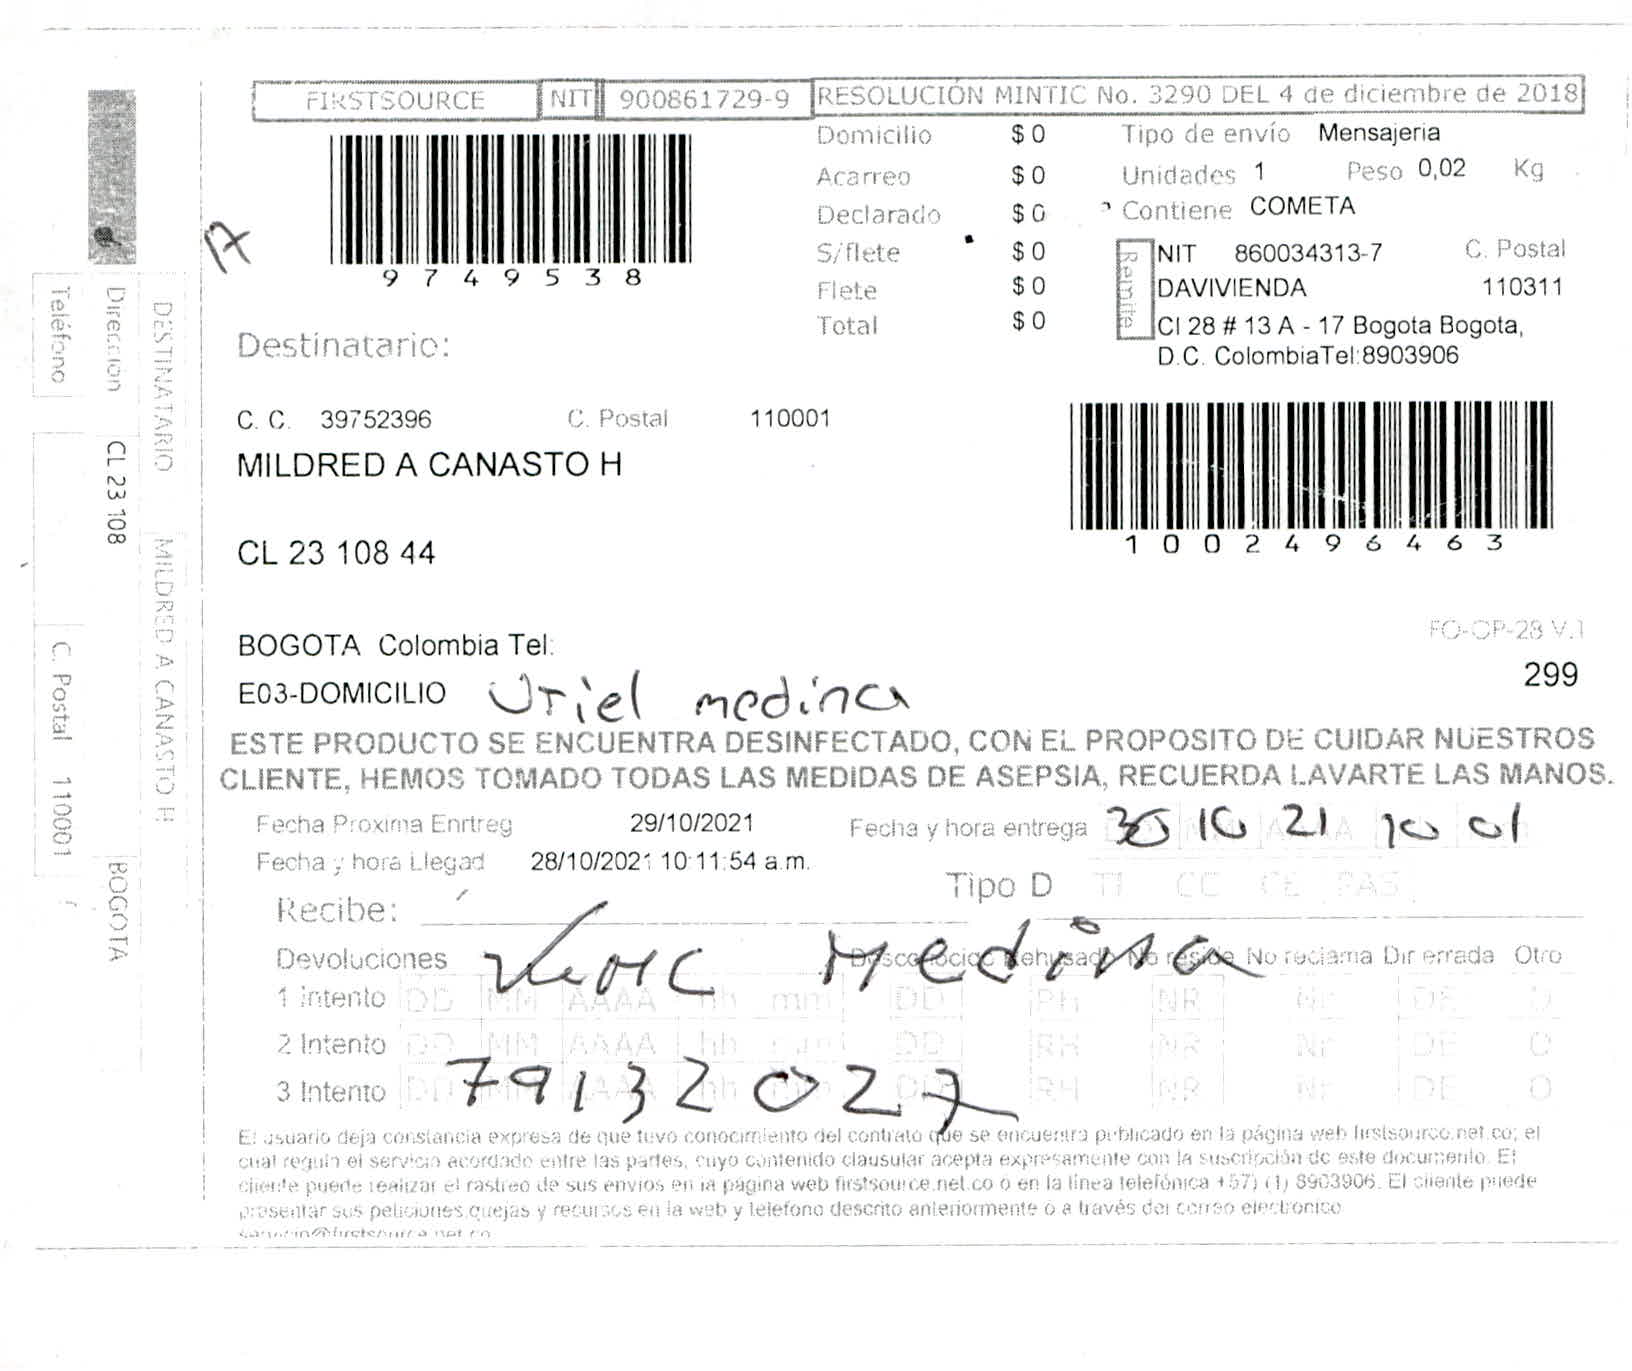 FIRSTSOURCE NIT 900861729-9 RESOLUCIÓN MINTIC No. 3290 DEL 4 de diciembre de 2018
9749538
17
Domicilio $ 0
Acarreo $ 0
Declarado $ 0
S/flete $ 0
Flete $ 0
Total $ 0
Tipo de envío Mensajeria
Unidades 1 Peso 0,02 Kg
Contiene COMETA
Remite
NIT 860034313-7 C. Postal
DAVIVIENDA 110311
Cl 28 # 13 A - 17 Bogota Bogota,
D.C. ColombiaTel:8903906
Destinatario:
C. C. 39752396 C. Postal 110001
MILDRED A CANASTO H
CL 23 108 44
1002496463
BOGOTA Colombia Tel:
FO-OP-28 V.1
299
E03-DOMICILIO Uriel medina
ESTE PRODUCTO SE ENCUENTRA DESINFECTADO, CON EL PROPOSITO DE CUIDAR NUESTROS
CLIENTE, HEMOS TOMADO TODAS LAS MEDIDAS DE ASEPSIA, RECUERDA LAVARTE LAS MANOS.
Fecha Proxima Enrtreg 29/10/2021
Fecha y hora entrega 10 21 10 01
Fecha y hora Llegad 28/10/2021 10:11:54 a.m.
Tipo D TI CC CE PAS
Recibe:
Medina
Devoluciones Desconocido Rehusado No reside No reclama Dir errada Otro
1 Intento DD MM AAAA hh mm DD RH NR Nr DE O
2 Intento DD MM AAAA hh mm DD RH NR Nr DE O
3 Intento DD MM AAAA hh mm DD RH NR Nr DE O
79132027
El usuario deja constancia expresa de que tuvo conocimiento del contrato que se encuentra publicado en la página web firstsource.net.co; el
cual regula el servicio acordado entre las partes, cuyo contenido clausular acepta expresamente con la suscripción de este documento. El
cliente puede realizar el rastreo de sus envios en la página web firstsource.net.co o en la línea telefónica +57) (1) 8903906. El cliente puede
presentar sus peticiones,quejas y recursos en la web y telefono descrito anteriormente o a través del correo electronico
servicio@firstsource.net.co
DESTINATARIO MILDRED A CANASTO H
Dirección CL 23 108 BOGOTA
Teléfono C. Postal 110001